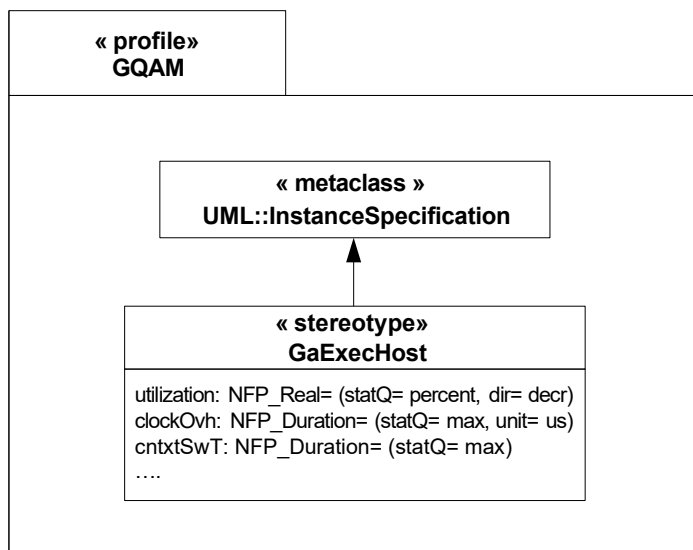 « profile»
GQAM
« metaclass »
UML::InstanceSpecification
« stereotype»
GaExecHost
utilization: NFP_Real= (statQ= percent, dir= decr)
clockOvh: NFP_Duration= (statQ= max, unit= us)
cntxtSwT: NFP_Duration= (statQ= max)
….